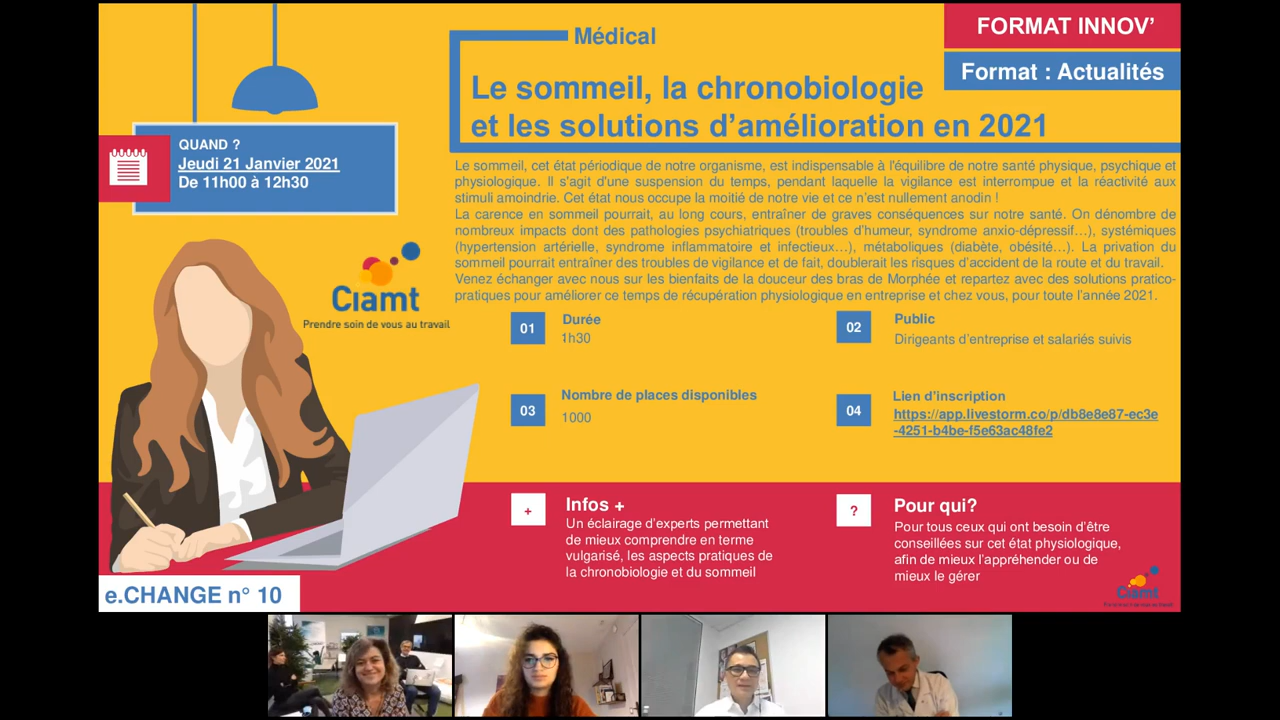 FORMAT INNOV’
Médical
Format : Actualités
Le sommeil, la chronobiologie
et les solutions d’amélioration en 2021
QUAND ?
Jeudi 21 Janvier 2021
De 11h00 à 12h30
Le sommeil, cet état périodique de notre organisme, est indispensable à l'équilibre de notre santé physique, psychique et
physiologique. Il s'agit d'une suspension du temps, pendant laquelle la vigilance est interrompue et la réactivité aux
stimuli amoindrie. Cet état nous occupe la moitié de notre vie et ce n’est nullement anodin !
La carence en sommeil pourrait, au long cours, entraîner de graves conséquences sur notre santé. On dénombre de
nombreux impacts dont des pathologies psychiatriques (troubles d’humeur, syndrome anxio-dépressif…), systémiques
(hypertension artérielle, syndrome inflammatoire et infectieux…), métaboliques (diabète, obésité…). La privation du
sommeil pourrait entraîner des troubles de vigilance et de fait, doublerait les risques d’accident de la route et du travail.
Venez échanger avec nous sur les bienfaits de la douceur des bras de Morphée et repartez avec des solutions pratico-
pratiques pour améliorer ce temps de récupération physiologique en entreprise et chez vous, pour toute l’année 2021.
Ciamt
Prendre soin de vous au travail
01
Durée
1h30
02
Public
Dirigeants d’entreprise et salariés suivis
03
Nombre de places disponibles
1000
04
Lien d’inscription
https://app.livestorm.co/p/db8e8e87-ec3e
-4251-b4be-f5e63ac48fe2
+
Infos +
Un éclairage d’experts permettant
de mieux comprendre en terme
vulgarisé, les aspects pratiques de
la chronobiologie et du sommeil
?
Pour qui?
Pour tous ceux qui ont besoin d’être
conseillées sur cet état physiologique,
afin de mieux l’appréhender ou de
mieux le gérer
Ciamt
e.CHANGE n° 10